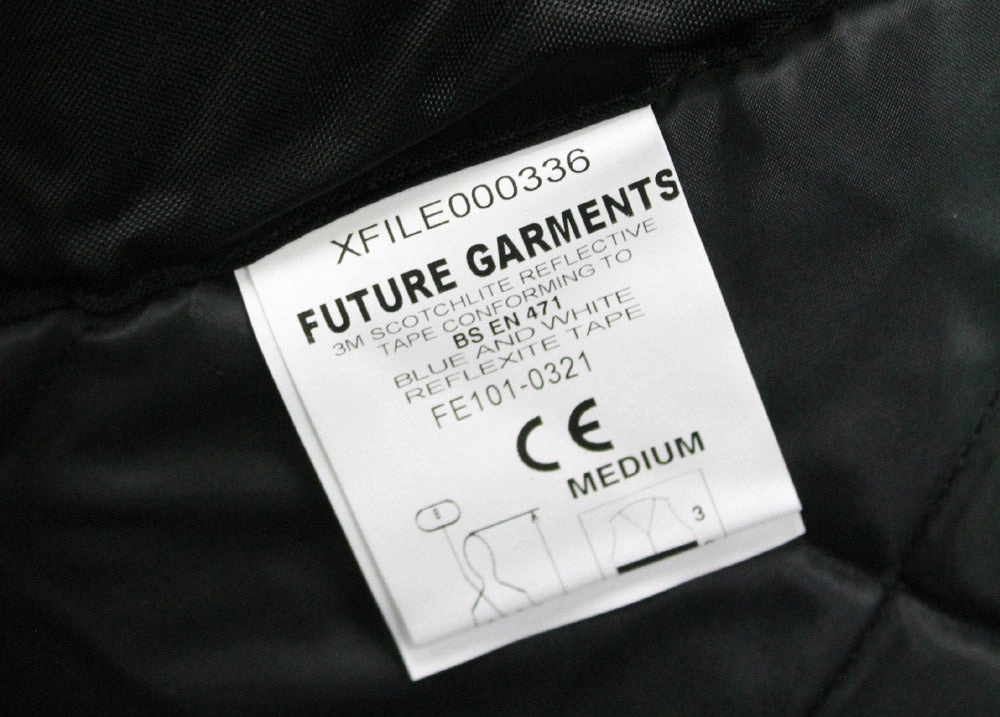 XFILE000336
FUTURE GARMENTS
3M SCOTCHLITE REFLECTIVE
TAPE CONFORMING TO
BS EN 471
BLUE AND WHITE
REFLEXITE TAPE
FE101-0321
CE
MEDIUM
3